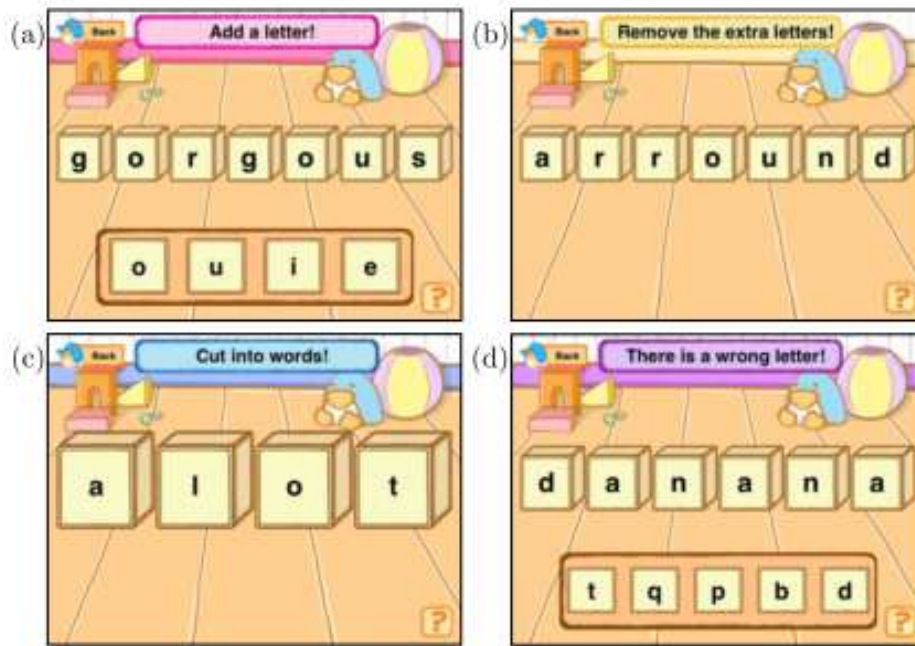 (a)
Back
Add a letter!
g o r g o u s
o u i e
?
(b)
Back
Remove the extra letters!
a r r o u n d
?
(c)
Back
Cut into words!
a l o t
?
(d)
Back
There is a wrong letter!
d a n a n a
t q p b d
?